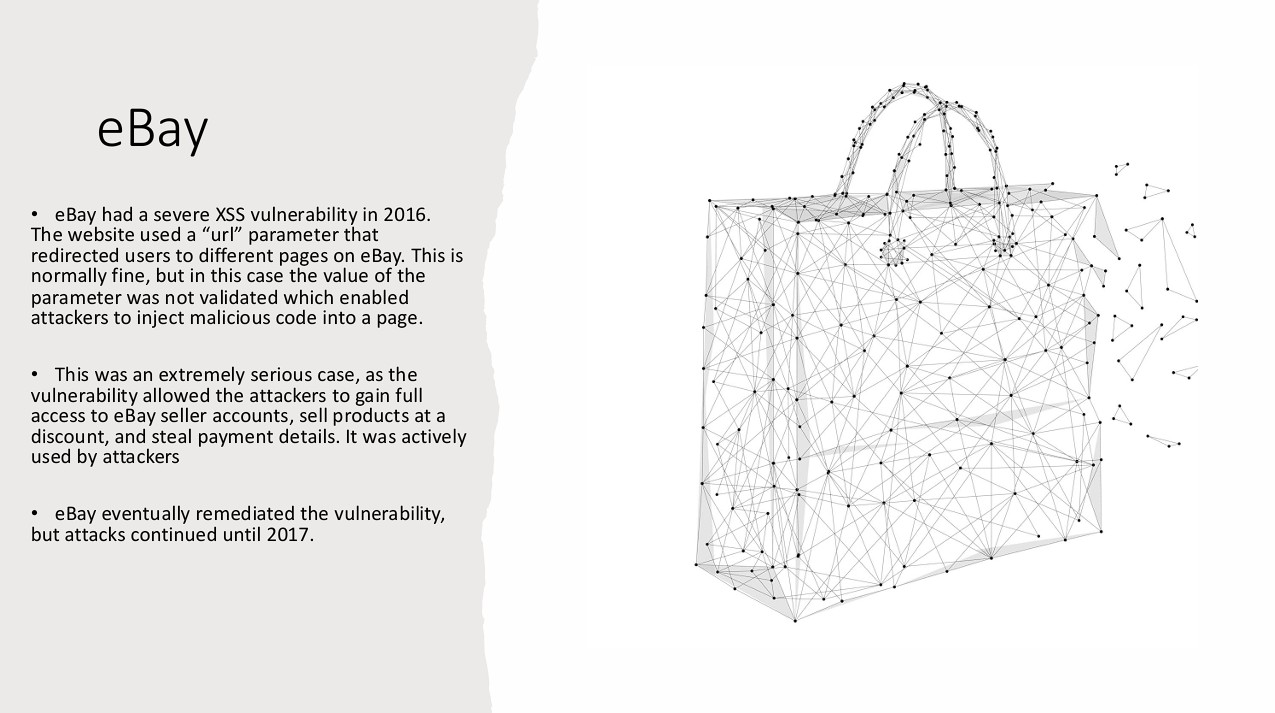 eBay
• eBay had a severe XSS vulnerability in 2016.
The website used a “url” parameter that
redirected users to different pages on eBay. This is
normally fine, but in this case the value of the
parameter was not validated which enabled
attackers to inject malicious code into a page.
• This was an extremely serious case, as the
vulnerability allowed the attackers to gain full
access to eBay seller accounts, sell products at a
discount, and steal payment details. It was actively
used by attackers
• eBay eventually remediated the vulnerability,
but attacks continued until 2017.